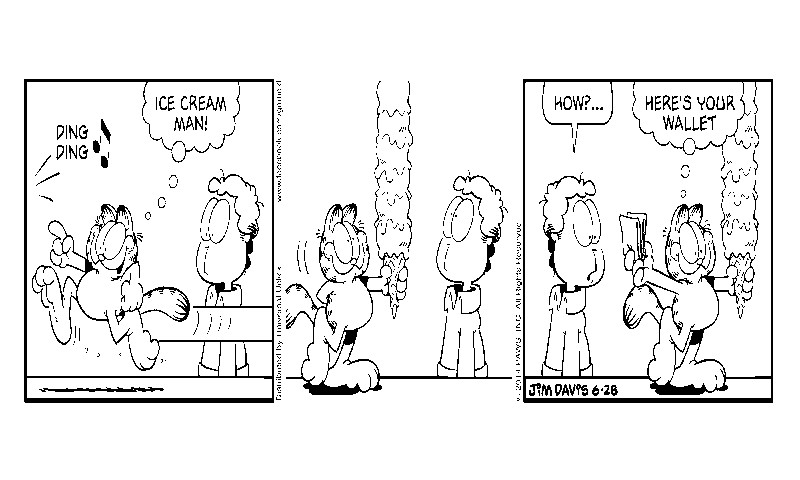 DING
DING
ICE CREAM
MAN!
HOW?...
HERE'S YOUR
WALLET
JIM DAVIS 6·28